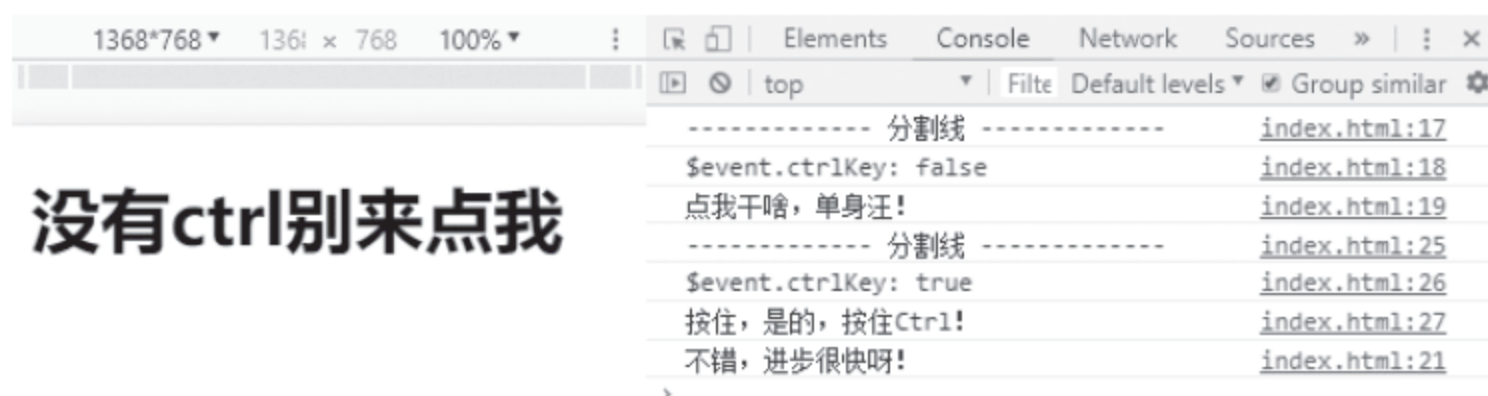 1368*768 136 × 768 100%
Elements Console Network Sources
top Filte Default levels Group similar
没有ctrl别来点我
------------- 分割线 ------------- index.html:17
$event.ctrlKey: false index.html:18
点我干啥，单身汪! index.html:19
------------- 分割线 ------------- index.html:25
$event.ctrlKey: true index.html:26
按住，是的，按住Ctrl! index.html:27
不错，进步很快呀! index.html:21